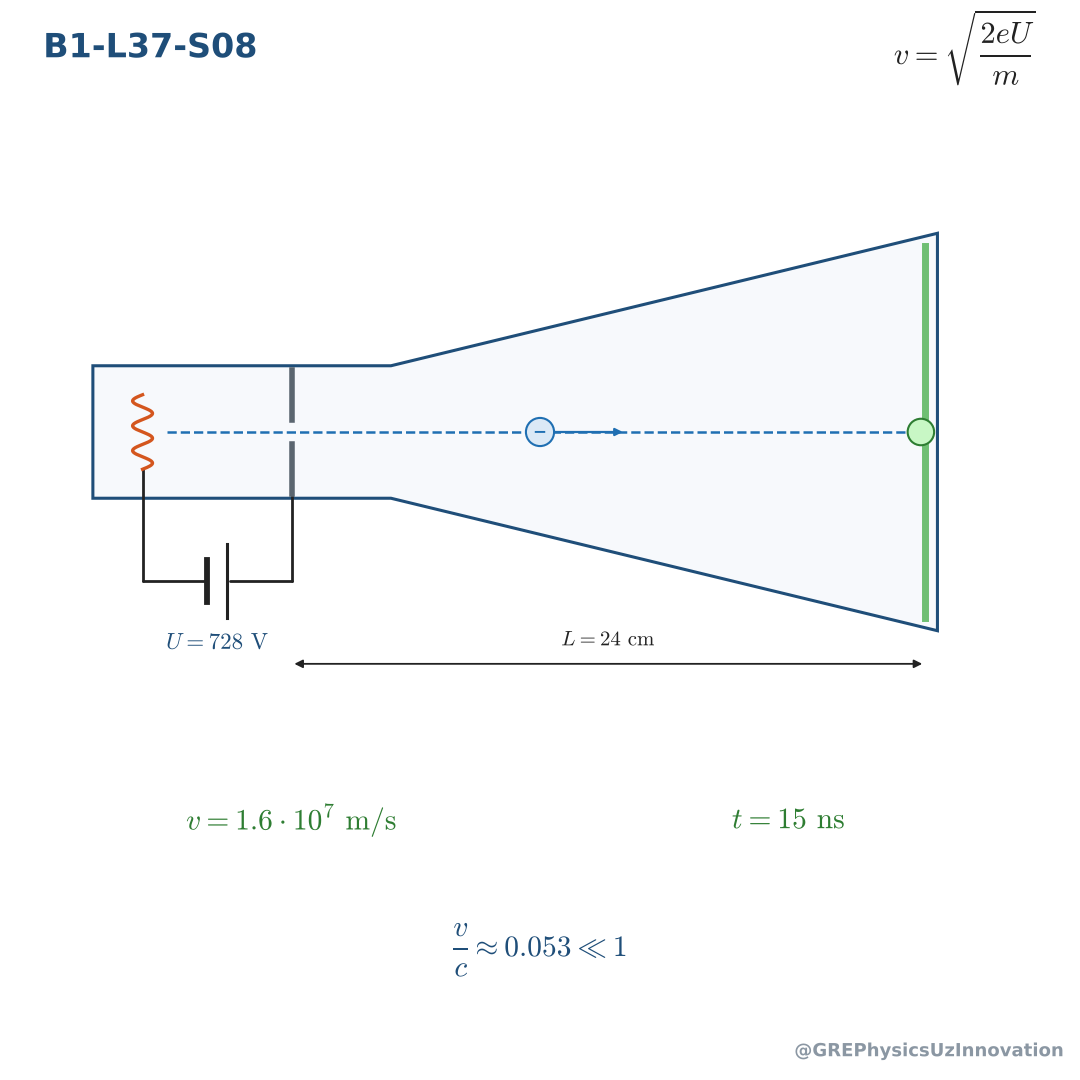 B1-L37-S08
v = √(2eU/m)
−
U = 728 V
L = 24 cm
v = 1.6 · 10⁷ m/s
t = 15 ns
v/c ≈ 0.053 ≪ 1
@GREPhysicsUzInnovation